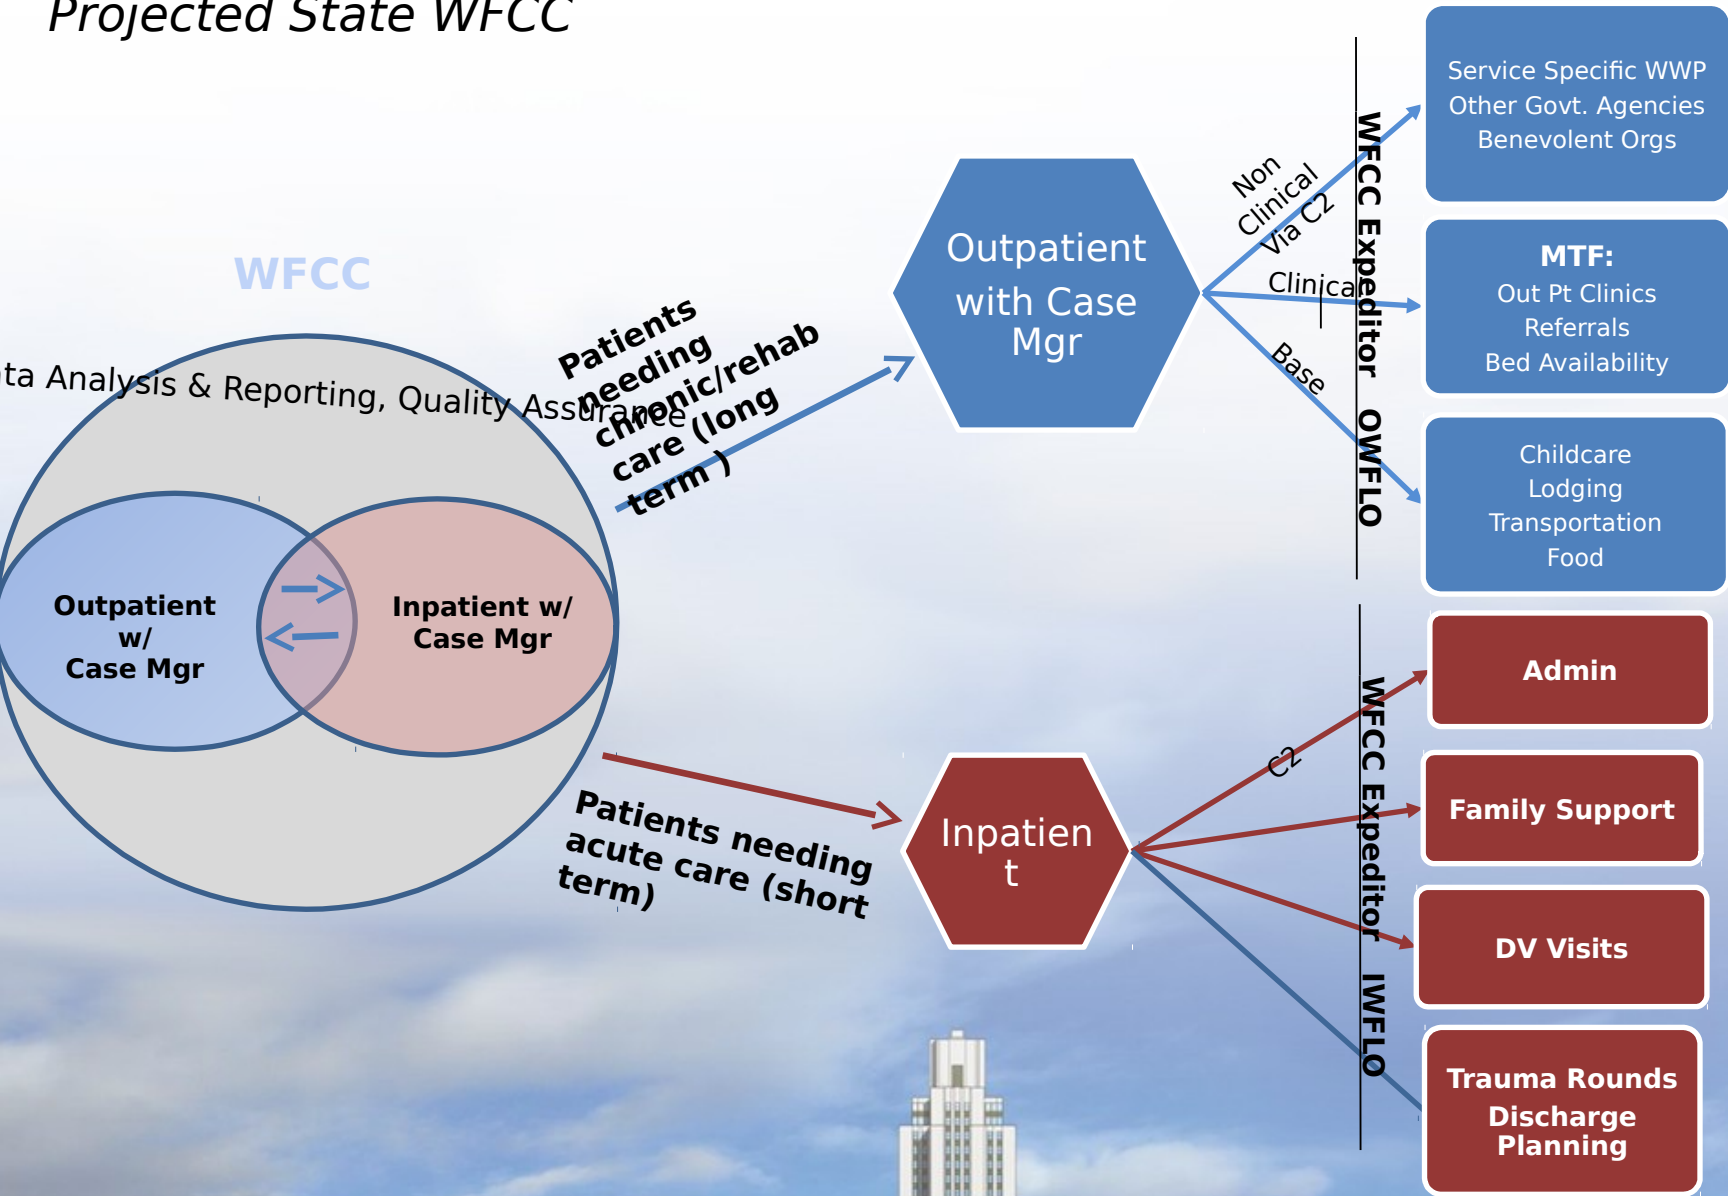 Projected State WFCC
WFCC
ta Analysis & Reporting, Quality Assurance
Outpatient
w/
Case Mgr
Inpatient w/
Case Mgr
Patients
needing
chronic/rehab
care (long
term )
Patients needing
acute care (short
term)
Outpatient
with Case
Mgr
Non
Clinical
Via C2
Clinical
Base
WFCC Expeditor OWFLO
Service Specific WWP
Other Govt. Agencies
Benevolent Orgs
MTF:
Out Pt Clinics
Referrals
Bed Availability
Childcare
Lodging
Transportation
Food
Inpatien
t
C2
WFCC Expeditor IWFLO
Admin
Family Support
DV Visits
Trauma Rounds
Discharge
Planning